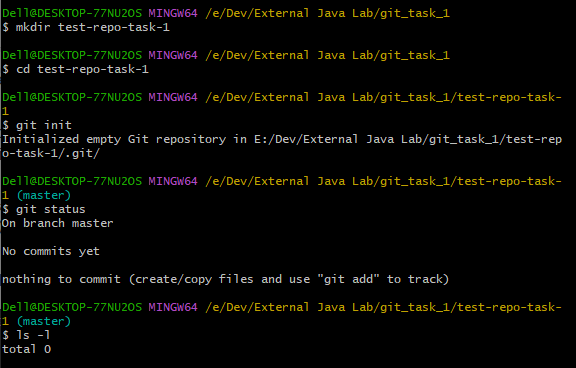 Dell@DESKTOP-77NU2OS MINGW64 /e/Dev/External Java Lab/git_task_1
$ mkdir test-repo-task-1
Dell@DESKTOP-77NU2OS MINGW64 /e/Dev/External Java Lab/git_task_1
$ cd test-repo-task-1
Dell@DESKTOP-77NU2OS MINGW64 /e/Dev/External Java Lab/git_task_1/test-repo-task-
1
$ git init
Initialized empty Git repository in E:/Dev/External Java Lab/git_task_1/test-rep
o-task-1/.git/
Dell@DESKTOP-77NU2OS MINGW64 /e/Dev/External Java Lab/git_task_1/test-repo-task-
1 (master)
$ git status
On branch master
No commits yet
nothing to commit (create/copy files and use "git add" to track)
Dell@DESKTOP-77NU2OS MINGW64 /e/Dev/External Java Lab/git_task_1/test-repo-task-
1 (master)
$ ls -l
total 0